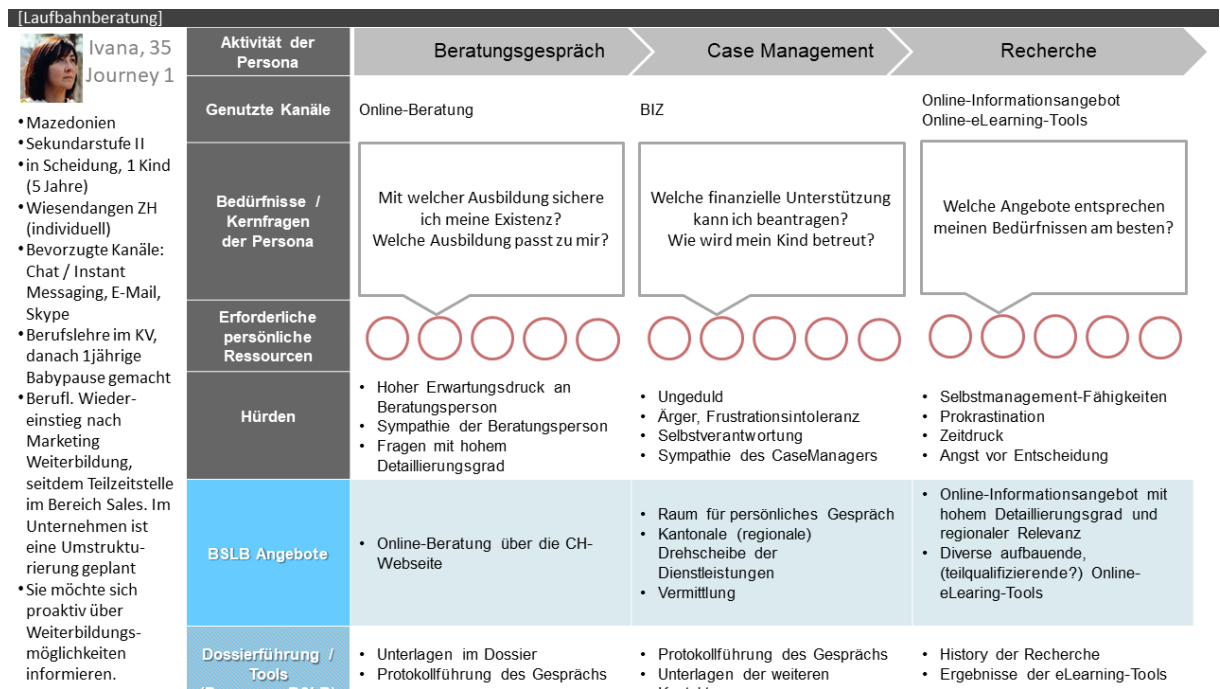 [Laufbahnberatung]
Ivana, 35
Journey 1
•Mazedonien
•Sekundarstufe II
•in Scheidung, 1 Kind
(5 Jahre)
•Wiesendangen ZH
(individuell)
•Bevorzugte Kanäle:
Chat / Instant
Messaging, E-Mail,
Skype
•Berufslehre im KV,
danach 1jährige
Babypause gemacht
•Berufl. Wieder-
einstieg nach
Marketing
Weiterbildung,
seitdem Teilzeitstelle
im Bereich Sales. Im
Unternehmen ist
eine Umstruktu-
rierung geplant
•Sie möchte sich
proaktiv über
Weiterbildungs-
möglichkeiten
informieren.
Aktivität der
Persona
Beratungsgespräch
Case Management
Recherche
Genutzte Kanäle
Online-Beratung
BIZ
Online-Informationsangebot
Online-eLearning-Tools
Bedürfnisse /
Kernfragen
der Persona
Mit welcher Ausbildung sichere
ich meine Existenz?
Welche Ausbildung passt zu mir?
Welche finanzielle Unterstützung
kann ich beantragen?
Wie wird mein Kind betreut?
Welche Angebote entsprechen
meinen Bedürfnissen am besten?
Erforderliche
persönliche
Ressourcen
Hürden
• Hoher Erwartungsdruck an
Beratungsperson
• Sympathie der Beratungsperson
• Fragen mit hohem
Detaillierungsgrad
• Ungeduld
• Ärger, Frustrationsintoleranz
• Selbstverantwortung
• Sympathie des CaseManagers
• Selbstmanagement-Fähigkeiten
• Prokrastination
• Zeitdruck
• Angst vor Entscheidung
BSLB Angebote
• Online-Beratung über die CH-
Webseite
• Raum für persönliches Gespräch
• Kantonale (regionale)
Drehscheibe der
Dienstleistungen
• Vermittlung
• Online-Informationsangebot mit
hohem Detaillierungsgrad und
regionaler Relevanz
• Diverse aufbauende,
(teilqualifizierende?) Online-
eLearing-Tools
Dossierführung /
Tools
• Unterlagen im Dossier
• Protokollführung des Gesprächs
• Protokollführung des Gesprächs
• Unterlagen der weiteren
• History der Recherche
• Ergebnisse der eLearning-Tools